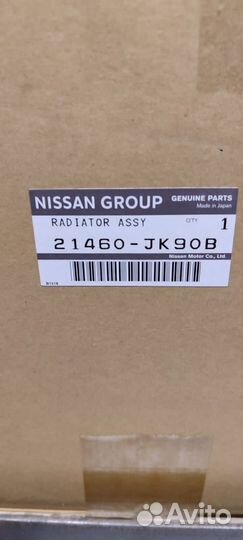 NISSAN GROUP
GENUINE PARTS
Made in Japan
RADIATOR ASSY
QTY
1
21460-JK90B
Nissan Motor Co., Ltd.
Avito